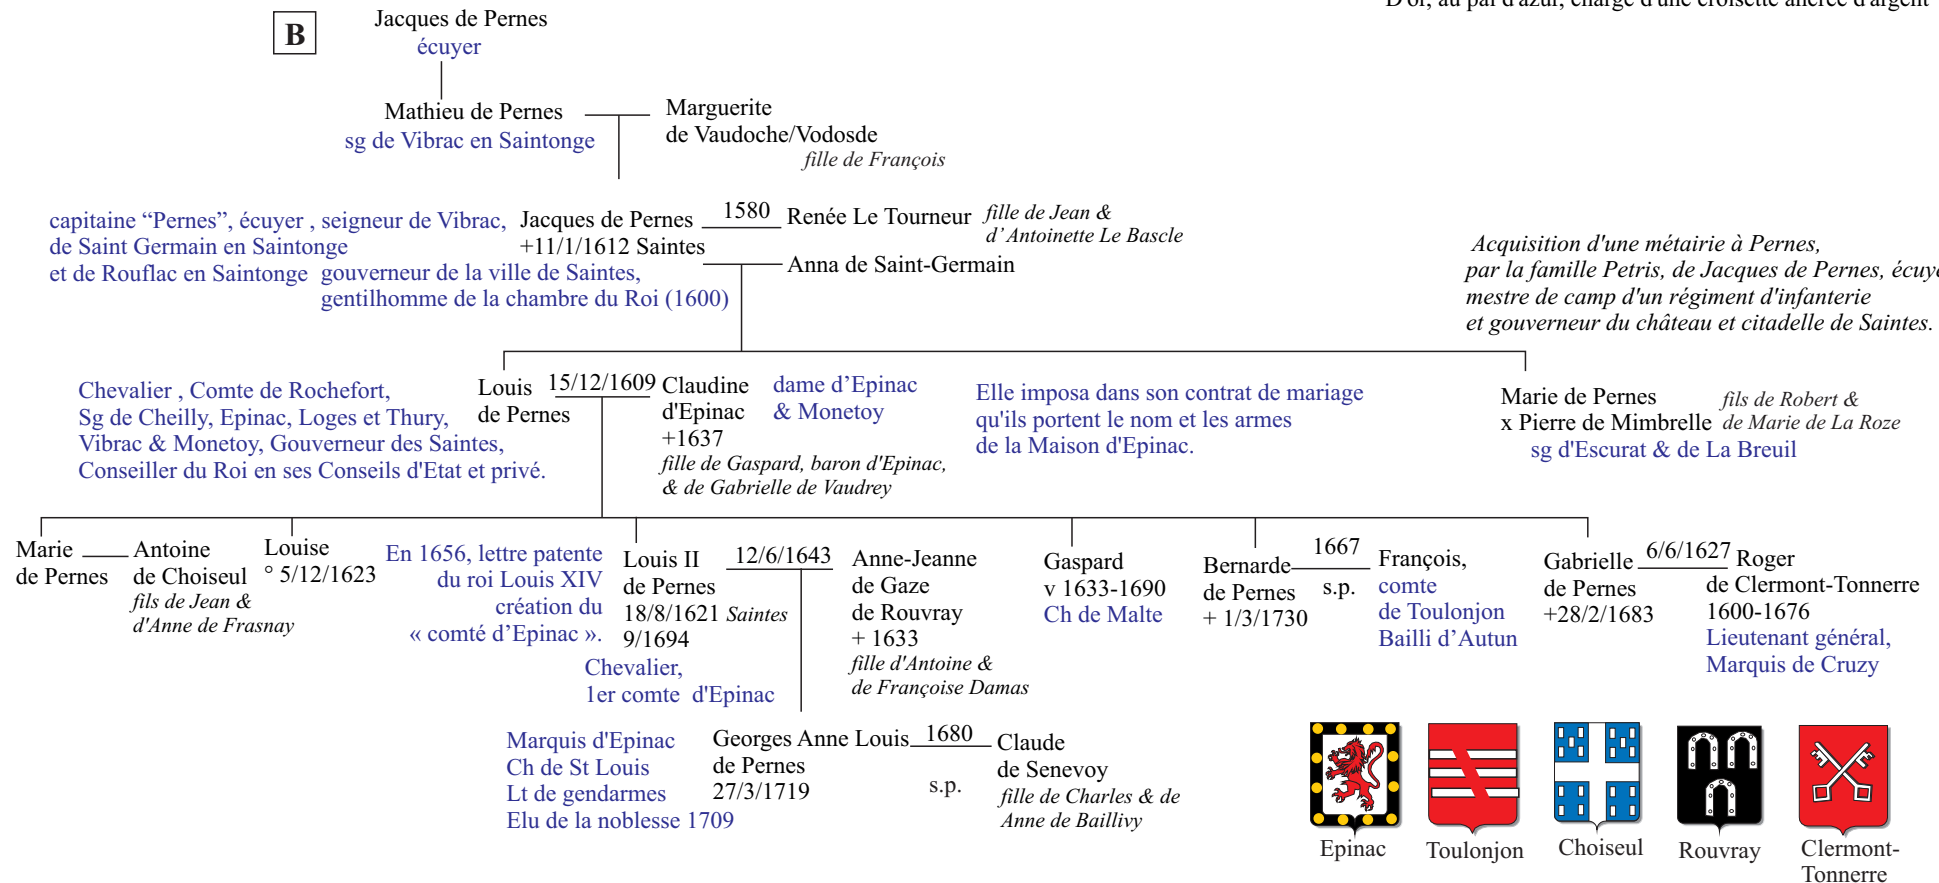 D'or, au pal d'azur, chargé d'une croisette ancrée d'argent
B
Jacques de Pernes
écuyer
Mathieu de Pernes
sg de Vibrac en Saintonge
Marguerite
de Vaudoche/Vodosde
fille de François
capitaine “Pernes”, écuyer , seigneur de Vibrac,
de Saint Germain en Saintonge
et de Rouflac en Saintonge
Jacques de Pernes
+11/1/1612 Saintes
gouverneur de la ville de Saintes,
gentilhomme de la chambre du Roi (1600)
1580
Renée Le Tourneur
fille de Jean &
d’Antoinette Le Bascle
Anna de Saint-Germain
Acquisition d'une métairie à Pernes,
par la famille Petris, de Jacques de Pernes, écuye
mestre de camp d'un régiment d'infanterie
et gouverneur du château et citadelle de Saintes.
Chevalier , Comte de Rochefort,
Sg de Cheilly, Epinac, Loges et Thury,
Vibrac & Monetoy, Gouverneur des Saintes,
Conseiller du Roi en ses Conseils d'Etat et privé.
Louis
de Pernes
15/12/1609
Claudine
d'Epinac
+1637
fille de Gaspard, baron d'Epinac,
& de Gabrielle de Vaudrey
dame d’Epinac
& Monetoy
Elle imposa dans son contrat de mariage
qu'ils portent le nom et les armes
de la Maison d'Epinac.
Marie de Pernes
x Pierre de Mimbrelle
sg d'Escurat & de La Breuil
fils de Robert &
de Marie de La Roze
Marie
de Pernes
Antoine
de Choiseul
fils de Jean &
d'Anne de Frasnay
Louise
° 5/12/1623
En 1656, lettre patente
du roi Louis XIV
création du
« comté d’Epinac ».
Louis II
de Pernes
18/8/1621 Saintes
9/1694
Chevalier,
1er comte d'Epinac
12/6/1643
Anne-Jeanne
de Gaze
de Rouvray
+ 1633
fille d'Antoine &
de Françoise Damas
Gaspard
v 1633-1690
Ch de Malte
Bernarde
de Pernes
+ 1/3/1730
1667
s.p.
François,
comte
de Toulonjon
Bailli d’Autun
Gabrielle
de Pernes
+28/2/1683
6/6/1627
Roger
de Clermont-Tonnerre
1600-1676
Lieutenant général,
Marquis de Cruzy
Marquis d'Epinac
Ch de St Louis
Lt de gendarmes
Elu de la noblesse 1709
Georges Anne Louis
de Pernes
27/3/1719
1680
s.p.
Claude
de Senevoy
fille de Charles & de
Anne de Baillivy
Epinac
Toulonjon
Choiseul
Rouvray
Clermont-
Tonnerre